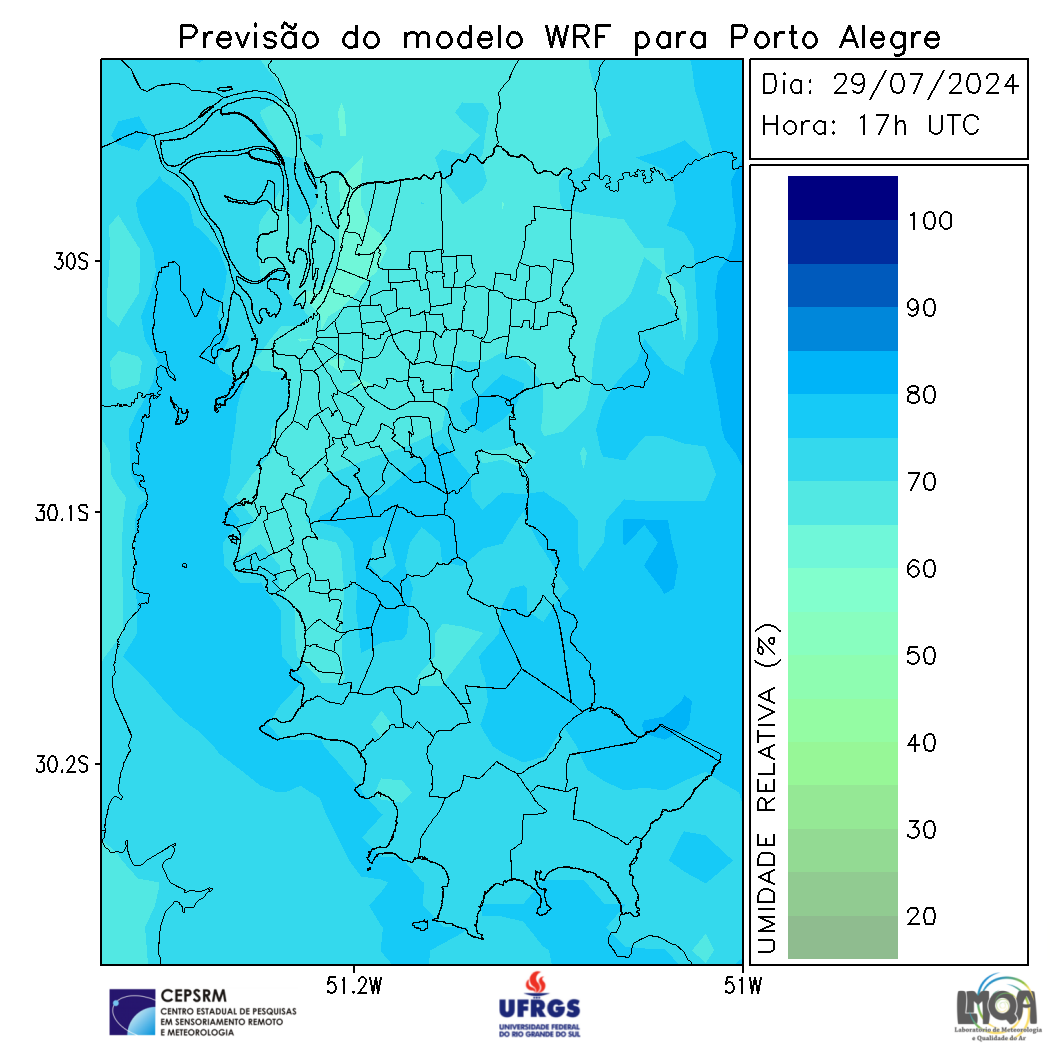 Previsão do modelo WRF para Porto Alegre
Dia: 29/07/2024
Hora: 17h UTC
100
90
80
70
60
50
40
30
20
UMIDADE RELATIVA (%)
30S
30.1S
30.2S
51.2W
51W
CEPSRM
CENTRO ESTADUAL DE PESQUISAS
EM SENSORIAMENTO REMOTO
E METEOROLOGIA
UFRGS
UNIVERSIDADE FEDERAL
DO RIO GRANDE DO SUL
LMQA
Laboratório de Meteorologia
e Qualidade do Ar